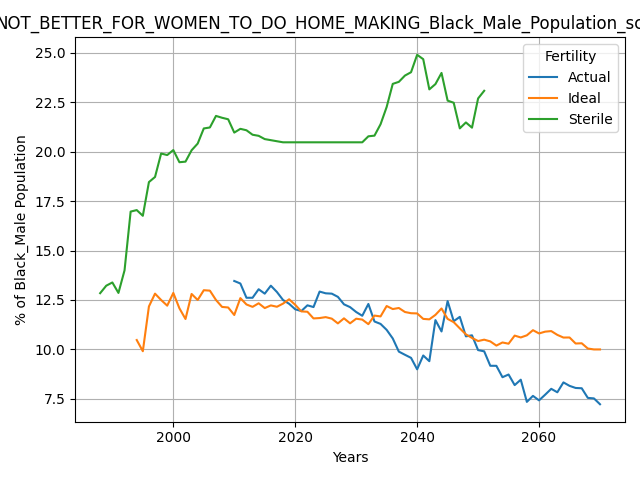 NOT_BETTER_FOR_WOMEN_TO_DO_HOME_MAKING_Black_Male_Population_sc
Fertility
Actual
Ideal
Sterile
% of Black_Male Population
25.0
22.5
20.0
17.5
15.0
12.5
10.0
7.5
2000
2020
2040
2060
Years